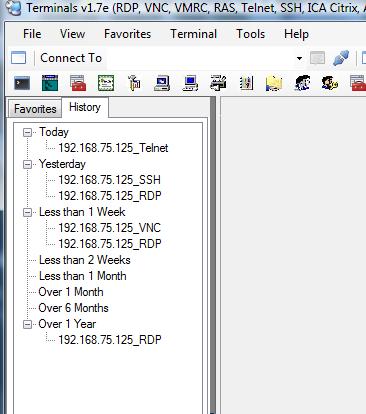 Terminals v1.7e (RDP, VNC, VMRC, RAS, Telnet, SSH, ICA Citrix,
File View Favorites Terminal Tools Help
Connect To
Favorites History
Today
192.168.75.125_Telnet
Yesterday
192.168.75.125_SSH
192.168.75.125_RDP
Less than 1 Week
192.168.75.125_VNC
192.168.75.125_RDP
Less than 2 Weeks
Less than 1 Month
Over 1 Month
Over 6 Months
Over 1 Year
192.168.75.125_RDP